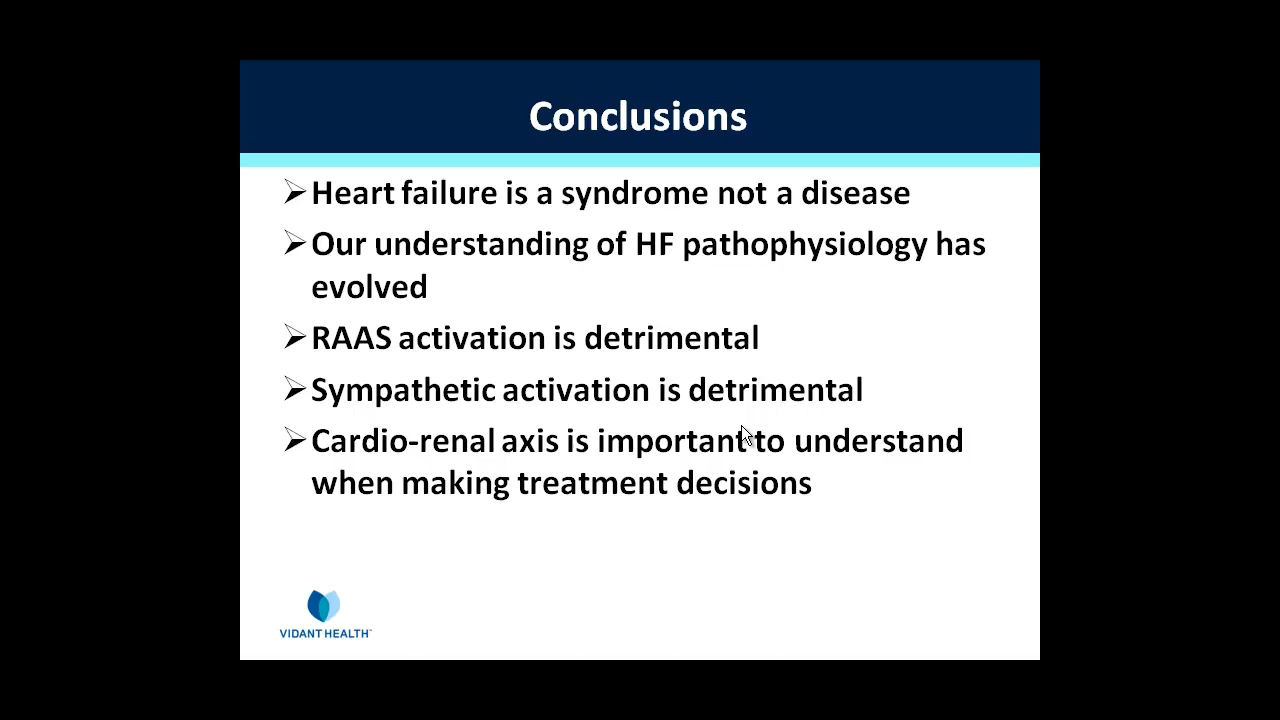 Conclusions
➢Heart failure is a syndrome not a disease
➢Our understanding of HF pathophysiology has
evolved
➢RAAS activation is detrimental
➢Sympathetic activation is detrimental
➢Cardio-renal axis is important to understand
when making treatment decisions
VIDANT HEALTH™